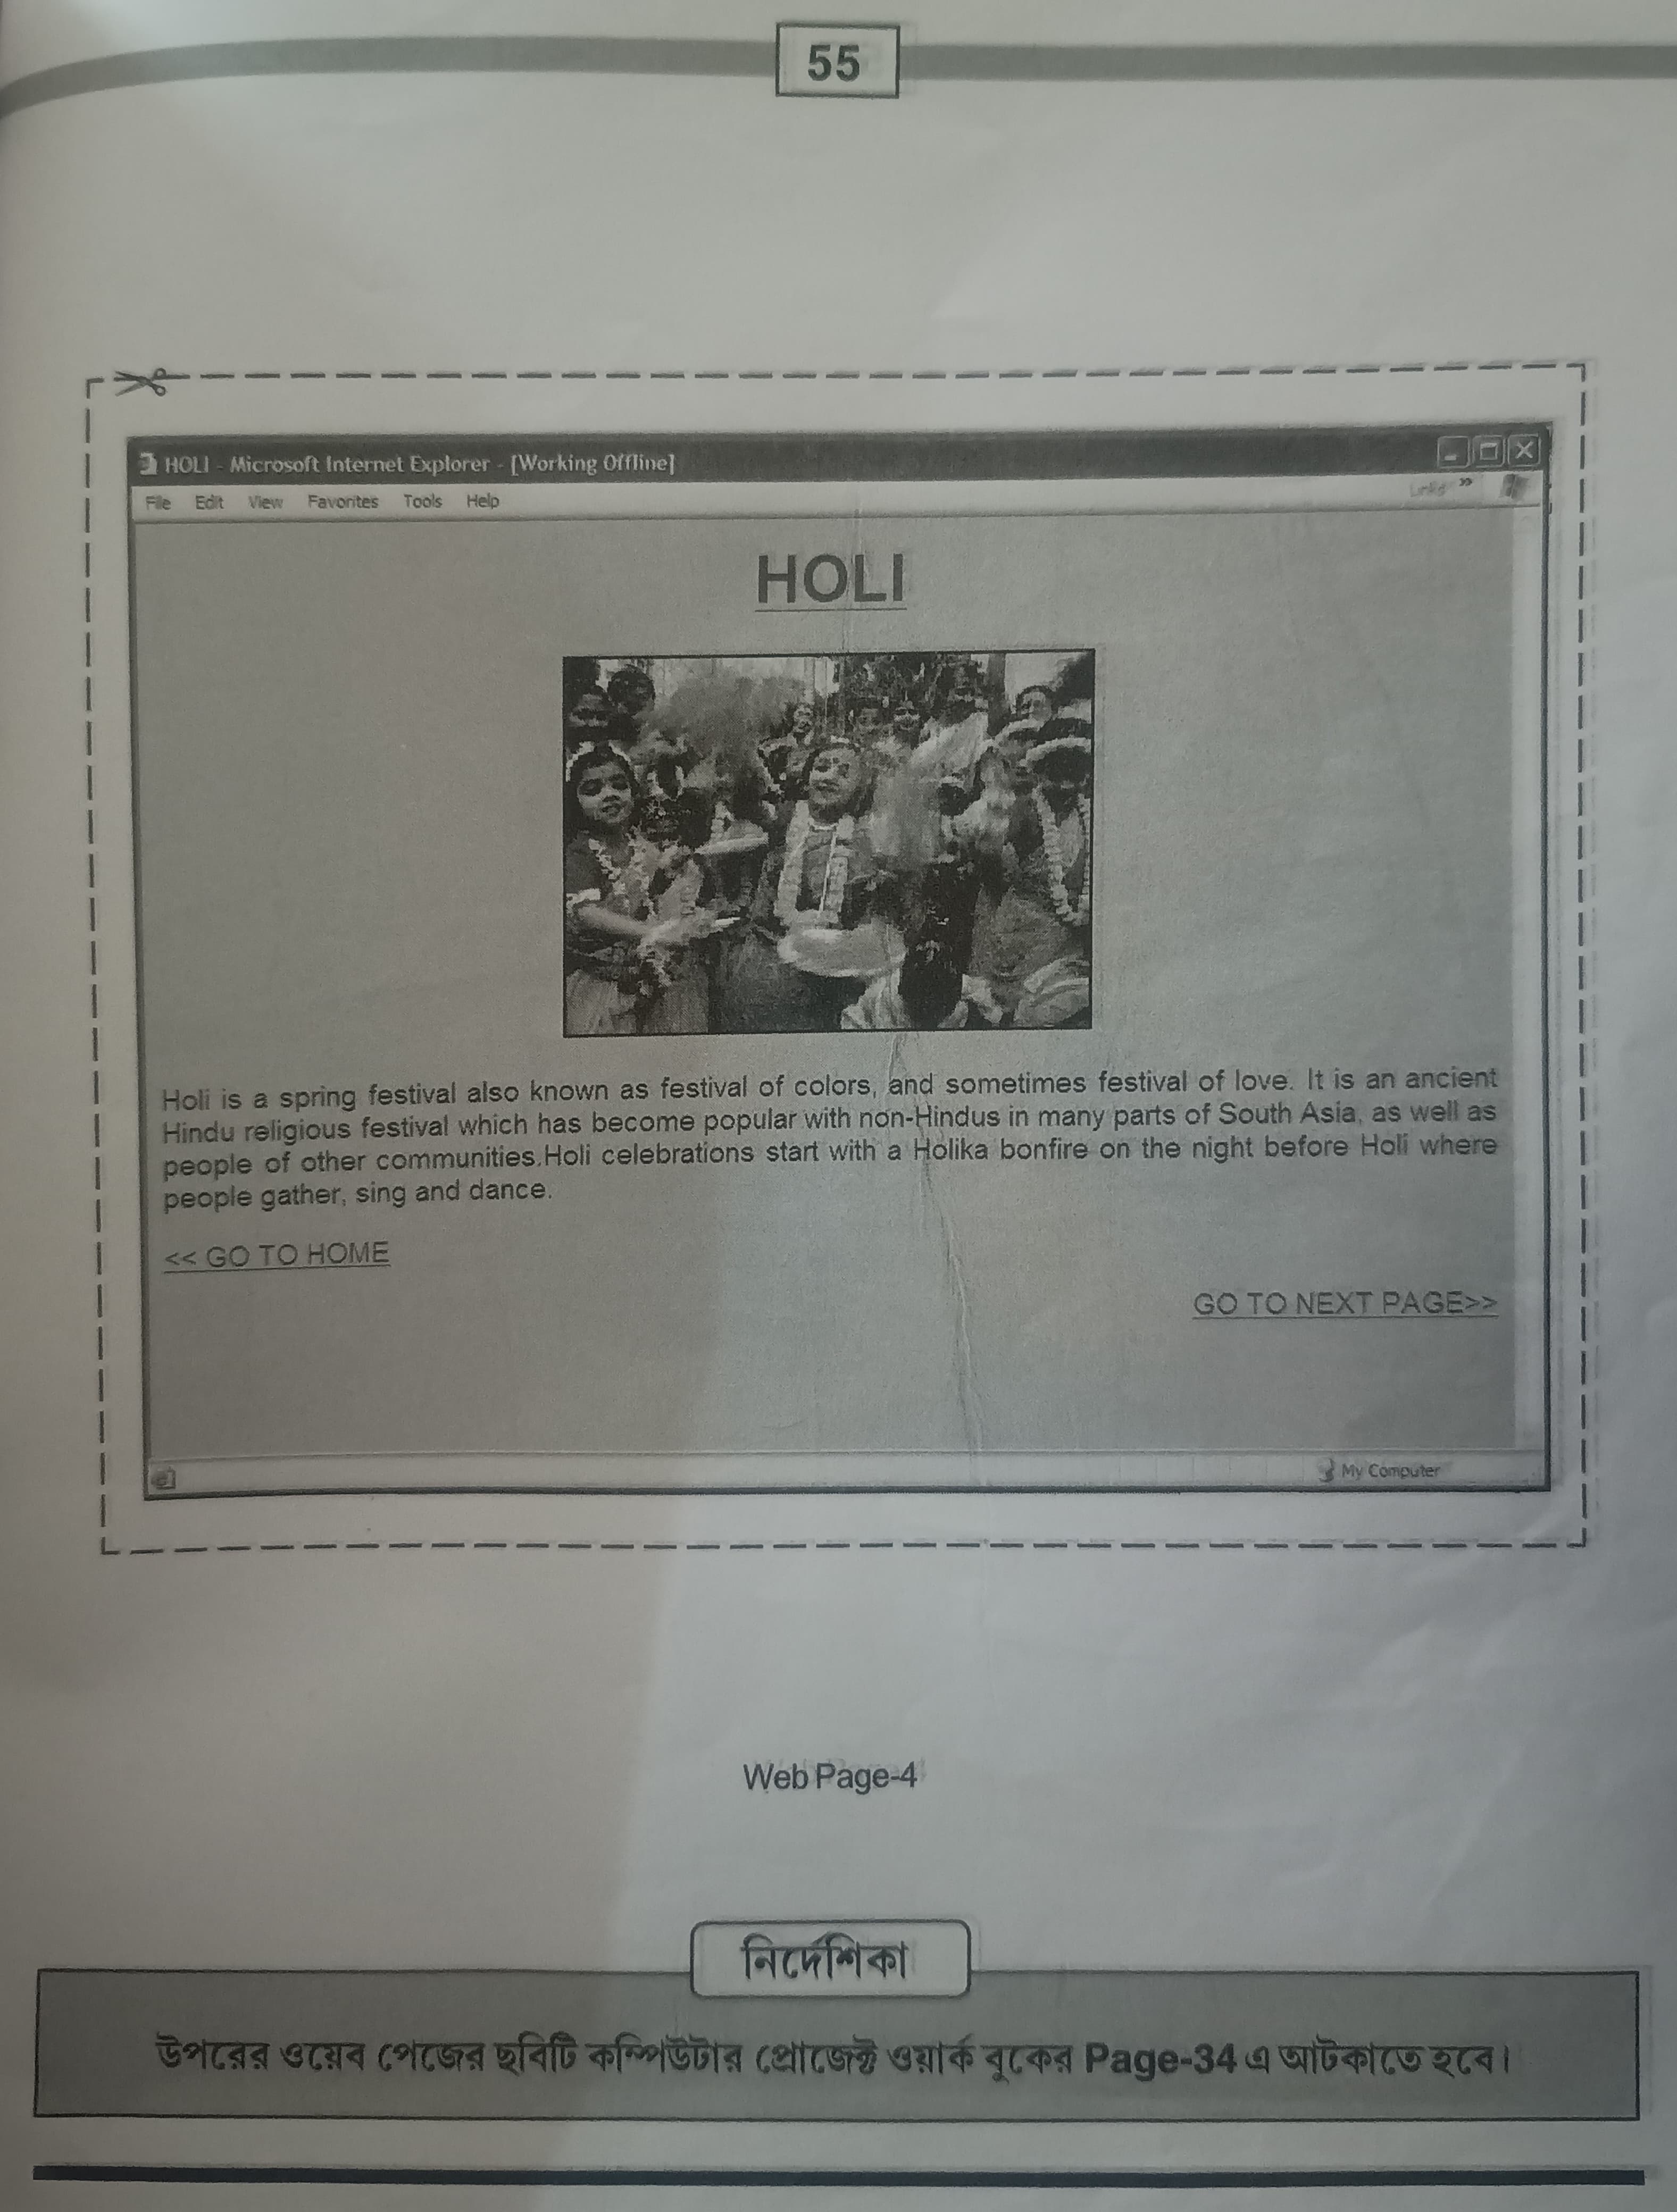 55
HOLI - Microsoft Internet Explorer - [Working Offline]
File Edit View Favorites Tools Help Links »
HOLI
Holi is a spring festival also known as festival of colors, and sometimes festival of love. It is an ancient
Hindu religious festival which has become popular with non-Hindus in many parts of South Asia, as well as
people of other communities.Holi celebrations start with a Holika bonfire on the night before Holi where
people gather, sing and dance.
<< GO TO HOME
GO TO NEXT PAGE>>
My Computer
Web Page-4
নির্দেশিকা
উপরের ওয়েব পেজের ছবিটি কম্পিউটার প্রোজেক্ট ওয়ার্ক বুকের Page-34 এ আটকাতে হবে।